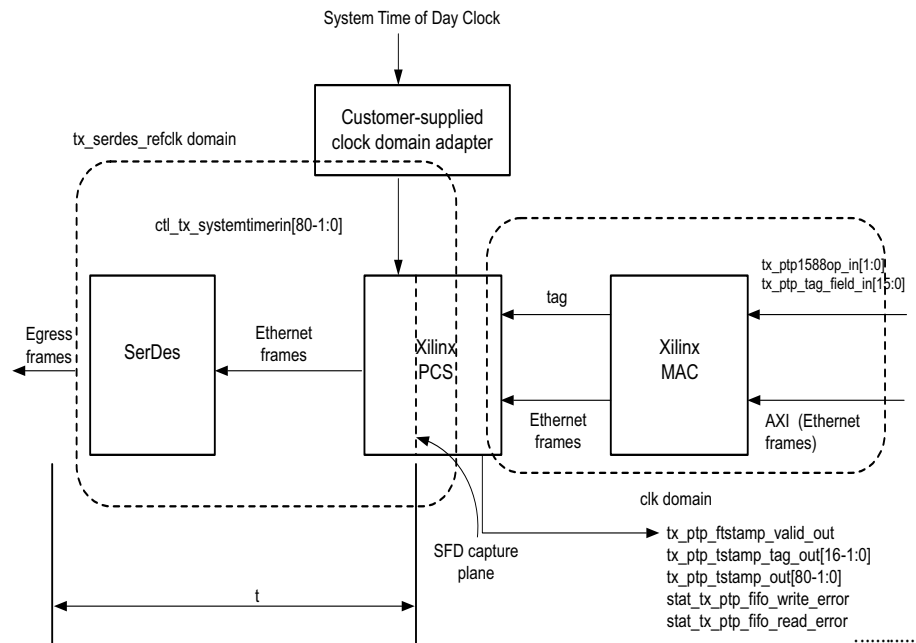 System Time of Day Clock
Customer-supplied
clock domain adapter
tx_serdes_refclk domain
ctl_tx_systemtimerin[80-1:0]
tx_ptp1588op_in[1:0]
tx_ptp_tag_field_in[15:0]
tag
Egress
frames
SerDes
Ethernet
frames
Xilinx
PCS
Xilinx
MAC
Ethernet
frames
AXI (Ethernet
frames)
clk domain
SFD capture
plane
tx_ptp_ftstamp_valid_out
tx_ptp_tstamp_tag_out[16-1:0]
tx_ptp_tstamp_out[80-1:0]
stat_tx_ptp_fifo_write_error
stat_tx_ptp_fifo_read_error
t